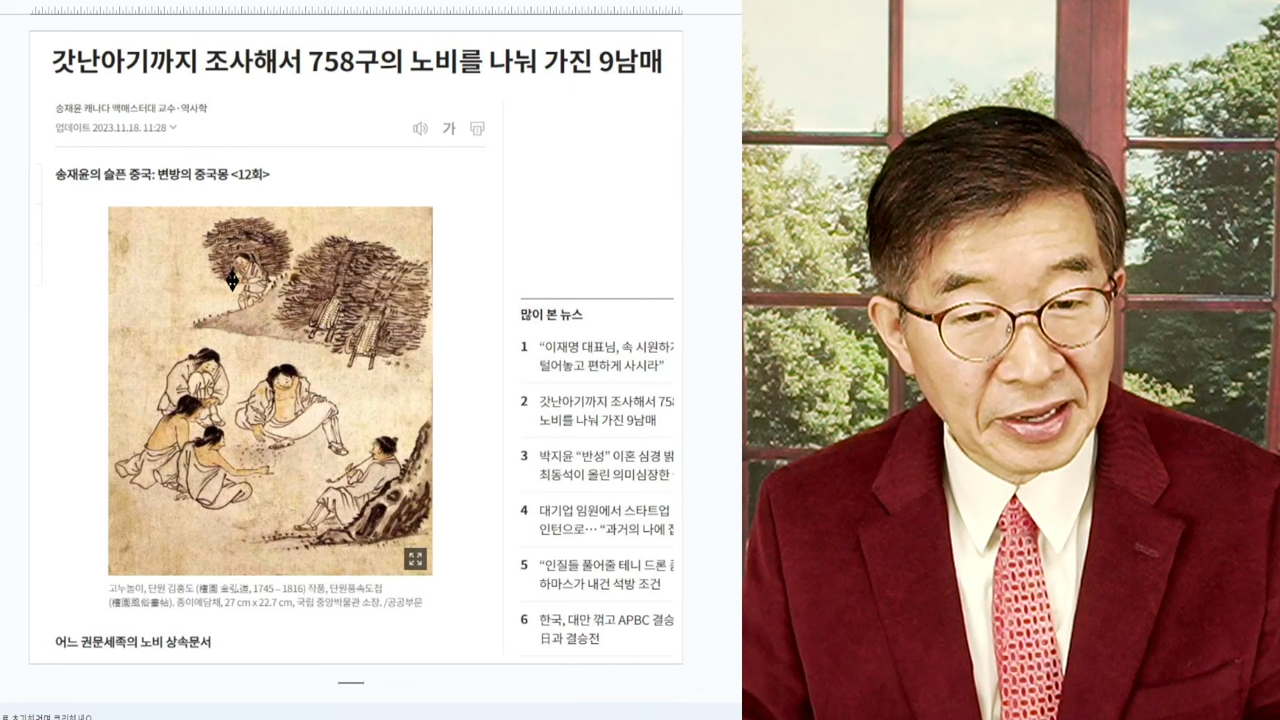 갓난아기까지 조사해서 758구의 노비를 나눠 가진 9남매
송재윤 캐나다 맥매스터대 교수·역사학
업데이트 2023.11.18. 11:28
가
송재윤의 슬픈 중국: 변방의 중국몽 <12회>
고누놀이, 단원 김홍도 (檀園 金弘道, 1745–1816) 작품, 단원풍속도첩
(檀園風俗畫帖). 종이에담채, 27 cm x 22.7 cm, 국립 중앙박물관 소장. /공공부문
어느 권문세족의 노비 상속문서
많이 본 뉴스
1 “이재명 대표님, 속 시원하게
털어놓고 편하게 사시라”
2 갓난아기까지 조사해서 758
노비를 나눠 가진 9남매
3 박지윤 “반성” 이혼 심경 밝
최동석이 올린 의미심장한
4 대기업 임원에서 스타트업
인턴으로… “과거의 나에
5 “인질들 풀어줄 테니 드론
하마스가 내건 석방 조건
6 한국, 대만 꺾고 APBC 결승
日과 결승전